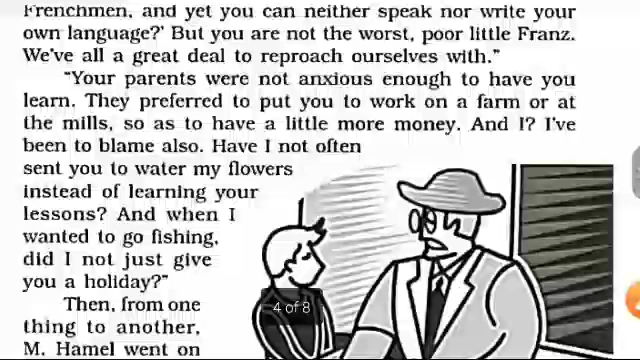 Frenchmen, and yet you can neither speak nor write your
own language?' But you are not the worst, poor little Franz.
We've all a great deal to reproach ourselves with."
"Your parents were not anxious enough to have you
learn. They preferred to put you to work on a farm or at
the mills, so as to have a little more money. And I? I've
been to blame also. Have I not often
sent you to water my flowers
instead of learning your
lessons? And when I
wanted to go fishing,
did I not just give
you a holiday?"
Then, from one
thing to another,
M. Hamel went on
4 of 8